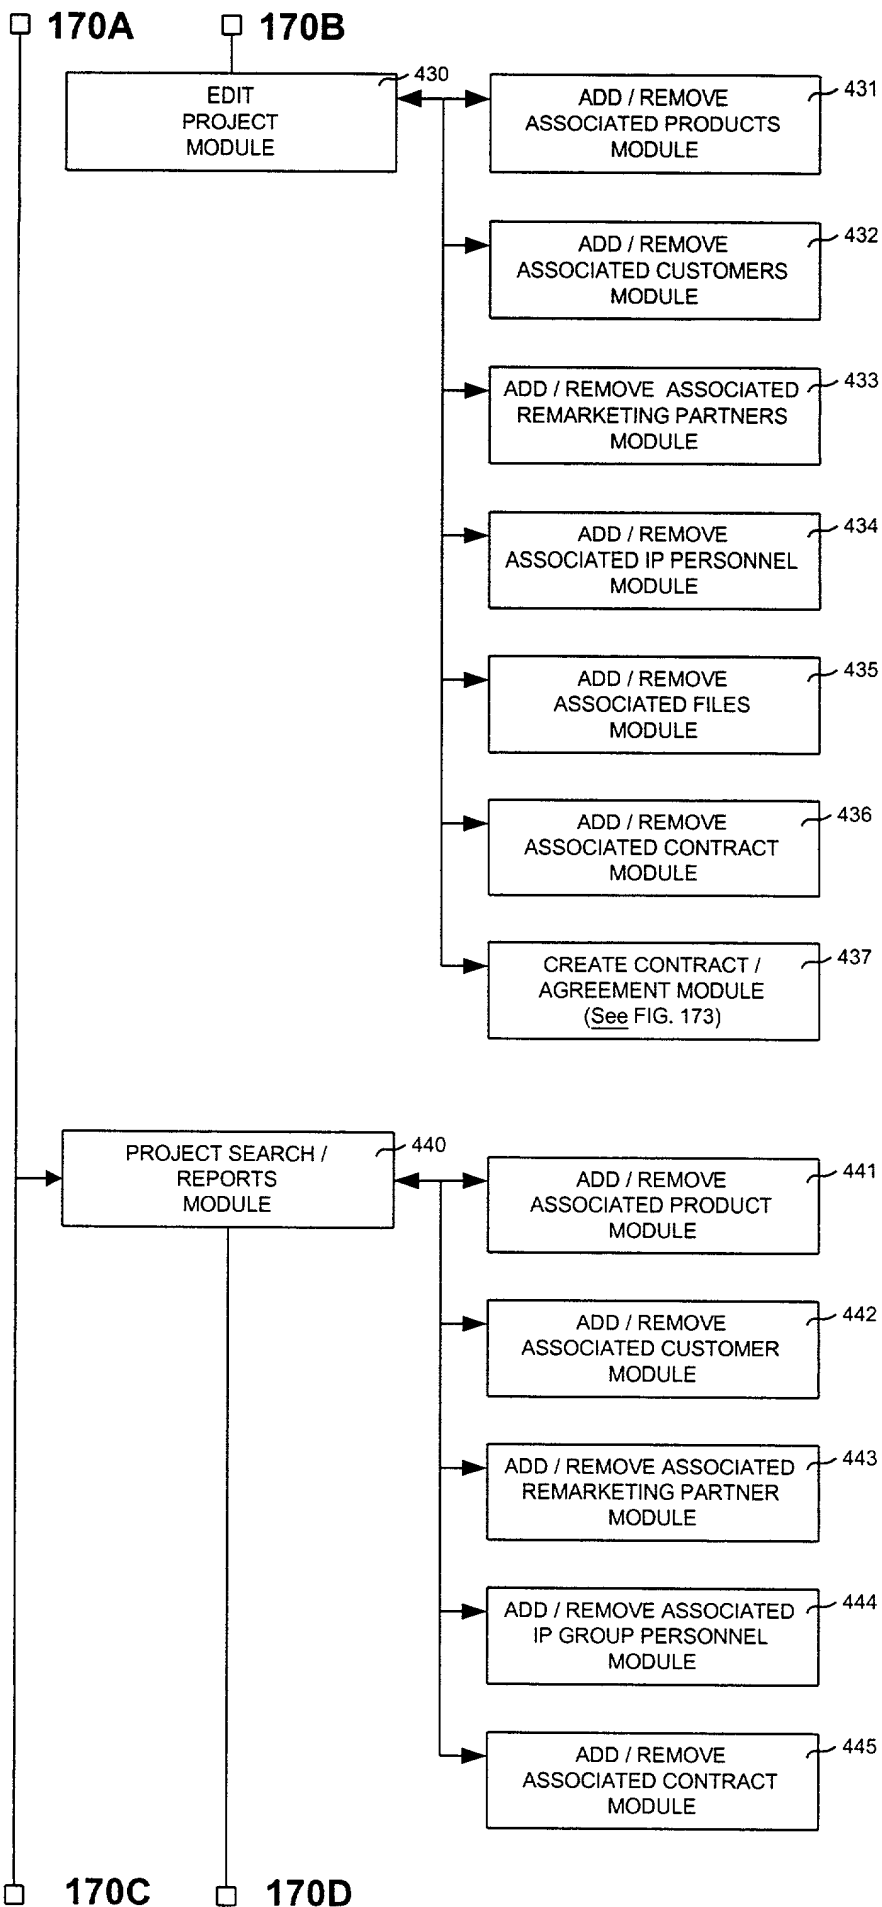 170A
170B
430
EDIT
PROJECT
MODULE
431
ADD / REMOVE
ASSOCIATED PRODUCTS
MODULE
432
ADD / REMOVE
ASSOCIATED CUSTOMERS
MODULE
433
ADD / REMOVE ASSOCIATED
REMARKETING PARTNERS
MODULE
434
ADD / REMOVE
ASSOCIATED IP PERSONNEL
MODULE
435
ADD / REMOVE
ASSOCIATED FILES
MODULE
436
ADD / REMOVE
ASSOCIATED CONTRACT
MODULE
437
CREATE CONTRACT /
AGREEMENT MODULE
(See FIG. 173)
440
PROJECT SEARCH /
REPORTS
MODULE
441
ADD / REMOVE
ASSOCIATED PRODUCT
MODULE
442
ADD / REMOVE
ASSOCIATED CUSTOMER
MODULE
443
ADD / REMOVE ASSOCIATED
REMARKETING PARTNER
MODULE
444
ADD / REMOVE ASSOCIATED
IP GROUP PERSONNEL
MODULE
445
ADD / REMOVE
ASSOCIATED CONTRACT
MODULE
170C
170D